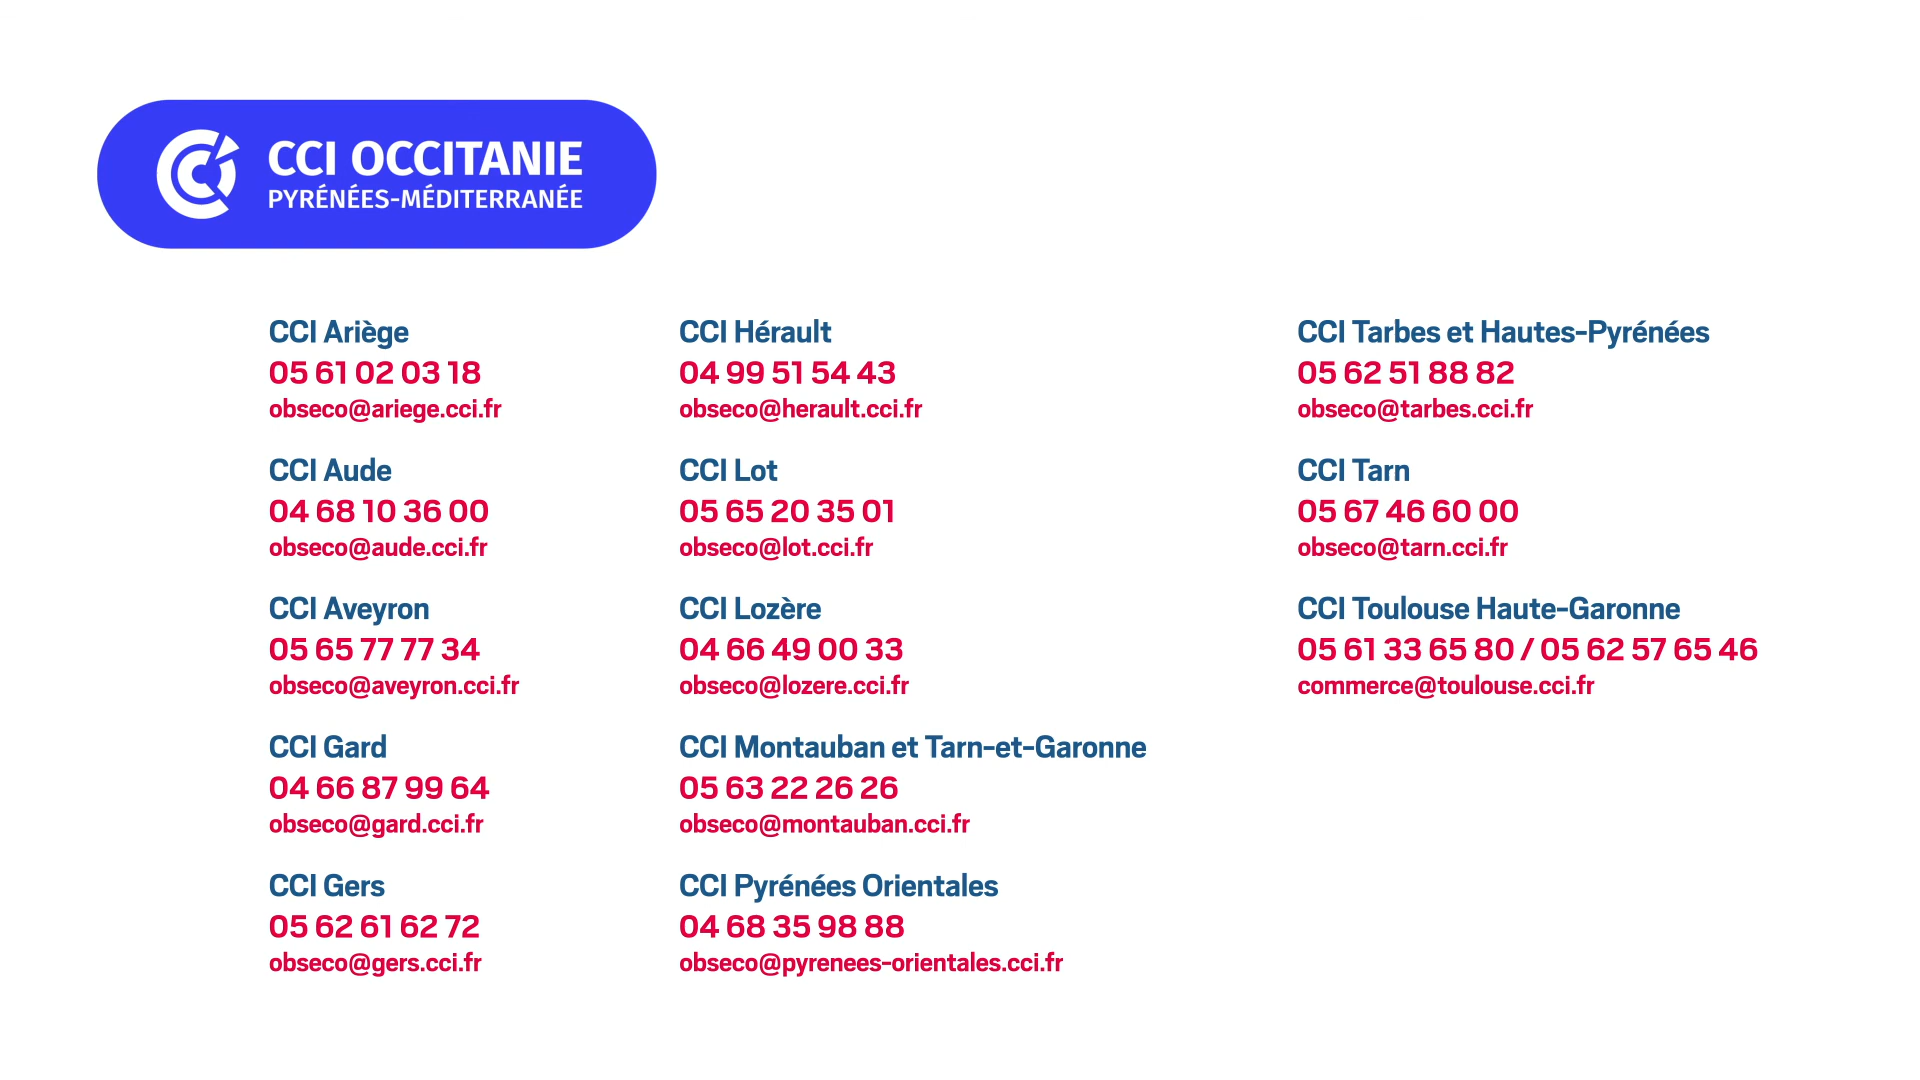 CCI OCCITANIE
PYRÉNÉES-MÉDITERRANÉE
CCI Ariège
05 61 02 03 18
obseco@ariege.cci.fr
CCI Aude
04 68 10 36 00
obseco@aude.cci.fr
CCI Aveyron
05 65 77 77 34
obseco@aveyron.cci.fr
CCI Gard
04 66 87 99 64
obseco@gard.cci.fr
CCI Gers
05 62 61 62 72
obseco@gers.cci.fr
CCI Hérault
04 99 51 54 43
obseco@herault.cci.fr
CCI Lot
05 65 20 35 01
obseco@lot.cci.fr
CCI Lozère
04 66 49 00 33
obseco@lozere.cci.fr
CCI Montauban et Tarn-et-Garonne
05 63 22 26 26
obseco@montauban.cci.fr
CCI Pyrénées Orientales
04 68 35 98 88
obseco@pyrenees-orientales.cci.fr
CCI Tarbes et Hautes-Pyrénées
05 62 51 88 82
obseco@tarbes.cci.fr
CCI Tarn
05 67 46 60 00
obseco@tarn.cci.fr
CCI Toulouse Haute-Garonne
05 61 33 65 80 / 05 62 57 65 46
commerce@toulouse.cci.fr